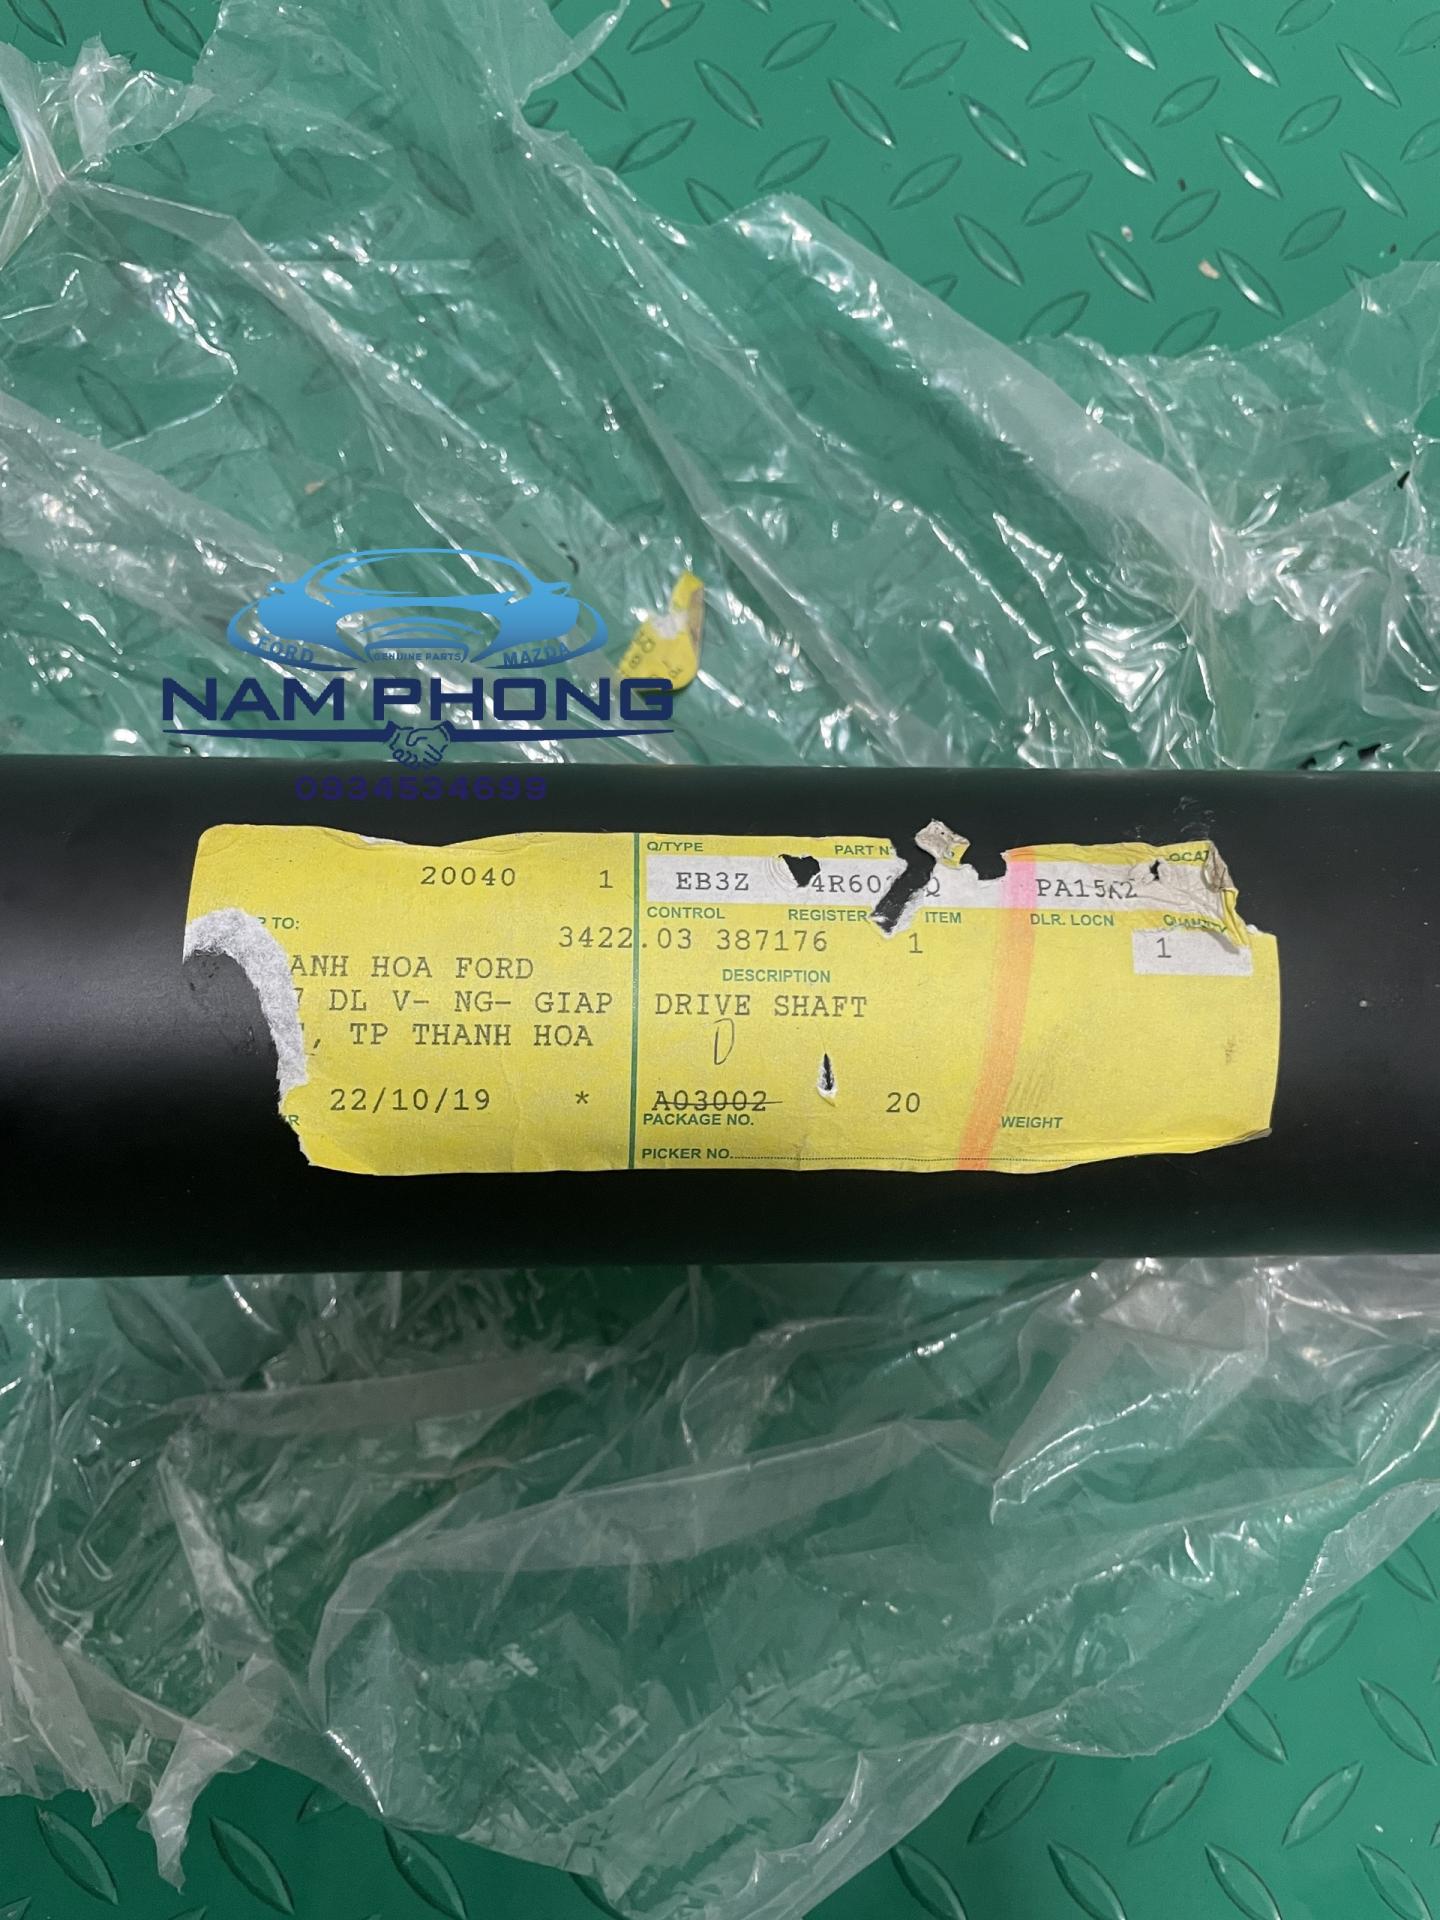 FORD GENUINE PARTS MAZDA
NAM PHONG
0934534699
20040 1
TO:
3422.03 387176 1
HOA FORD
DL V- NG- GIAP
TP THANH HOA
22/10/19 *
Q/TYPE PART
EB3Z
CONTROL REGISTER ITEM DLR. LOCN QUANTITY
1
DESCRIPTION
DRIVE SHAFT
D
A03002 20
PACKAGE NO. WEIGHT
PICKER NO.